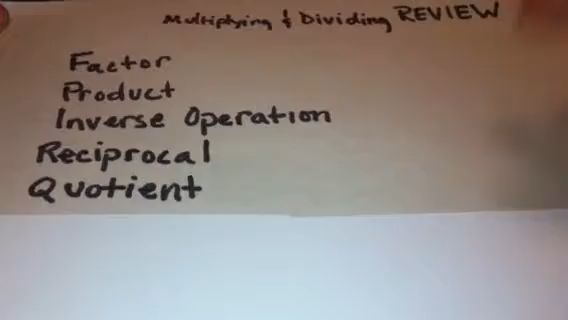 Multiplying & Dividing REVIEW
Factor
Product
Inverse Operation
Reciprocal
Quotient